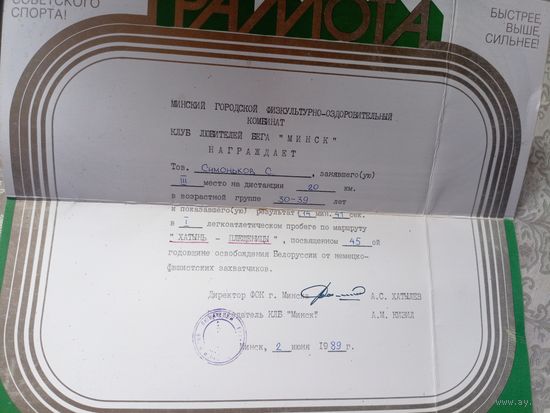 СОВЕТСКОГО
СПОРТА!
ГРАМОТА
БЫСТРЕЕ,
ВЫШЕ,
СИЛЬНЕЕ!
МИНСКИЙ ГОРОДСКОЙ ФИЗКУЛЬТУРНО-ОЗДОРОВИТЕЛЬНЫЙ
КОМБИНАТ
КЛУБ ЛЮБИТЕЛЕЙ БЕГА "МИНСК"
НАГРАЖДАЕТ
Тов. Симоньков С., занявшего(ую)
III место на дистанции 20 км.
в возрастной группе 30-39 лет
и показавшего(ую) результат мин. сек.
в I легкоатлетическом пробеге по маршруту
"ХАТЫНЬ - ПЛЕЩЕНИЦЫ", посвященном 45 ой
годовщине освобождения Белоруссии от немецко-
фашистских захватчиков.
Директор ФОК г. Минска А.С. ХАТЫЛЕВ
КЛБ "Минск" А.М. КИЗИЛ
Минск, 2 июня 1989 г.